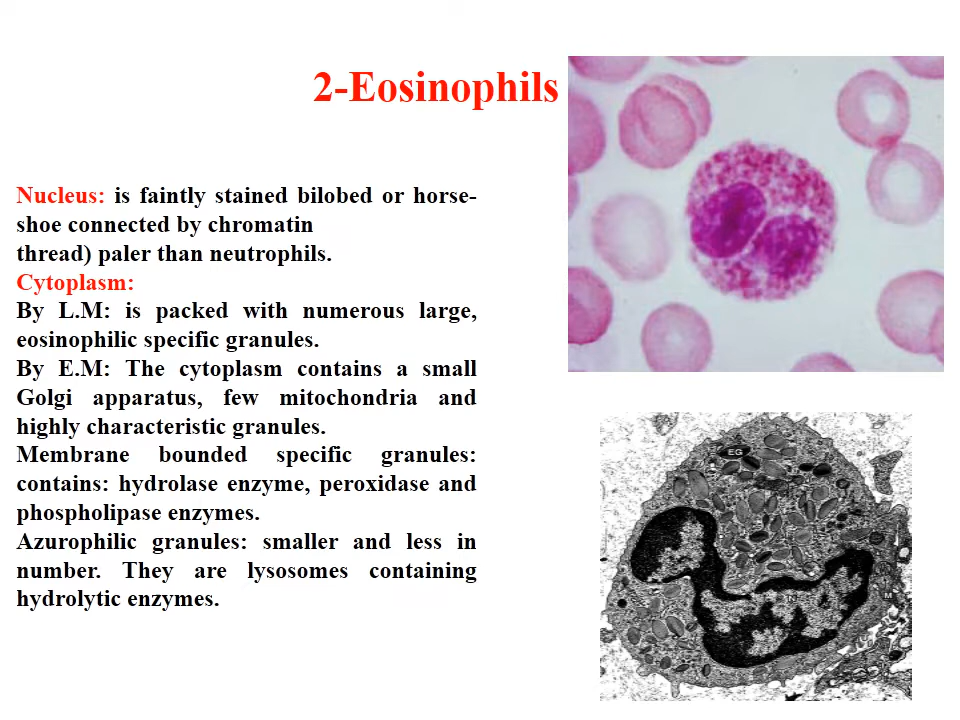 2-Eosinophils
Nucleus: is faintly stained bilobed or horse-
shoe connected by chromatin
thread) paler than neutrophils.
Cytoplasm:
By L.M: is packed with numerous large,
eosinophilic specific granules.
By E.M: The cytoplasm contains a small
Golgi apparatus, few mitochondria and
highly characteristic granules.
Membrane bounded specific granules:
contains: hydrolase enzyme, peroxidase and
phospholipase enzymes.
Azurophilic granules: smaller and less in
number. They are lysosomes containing
hydrolytic enzymes.
EG
N
M